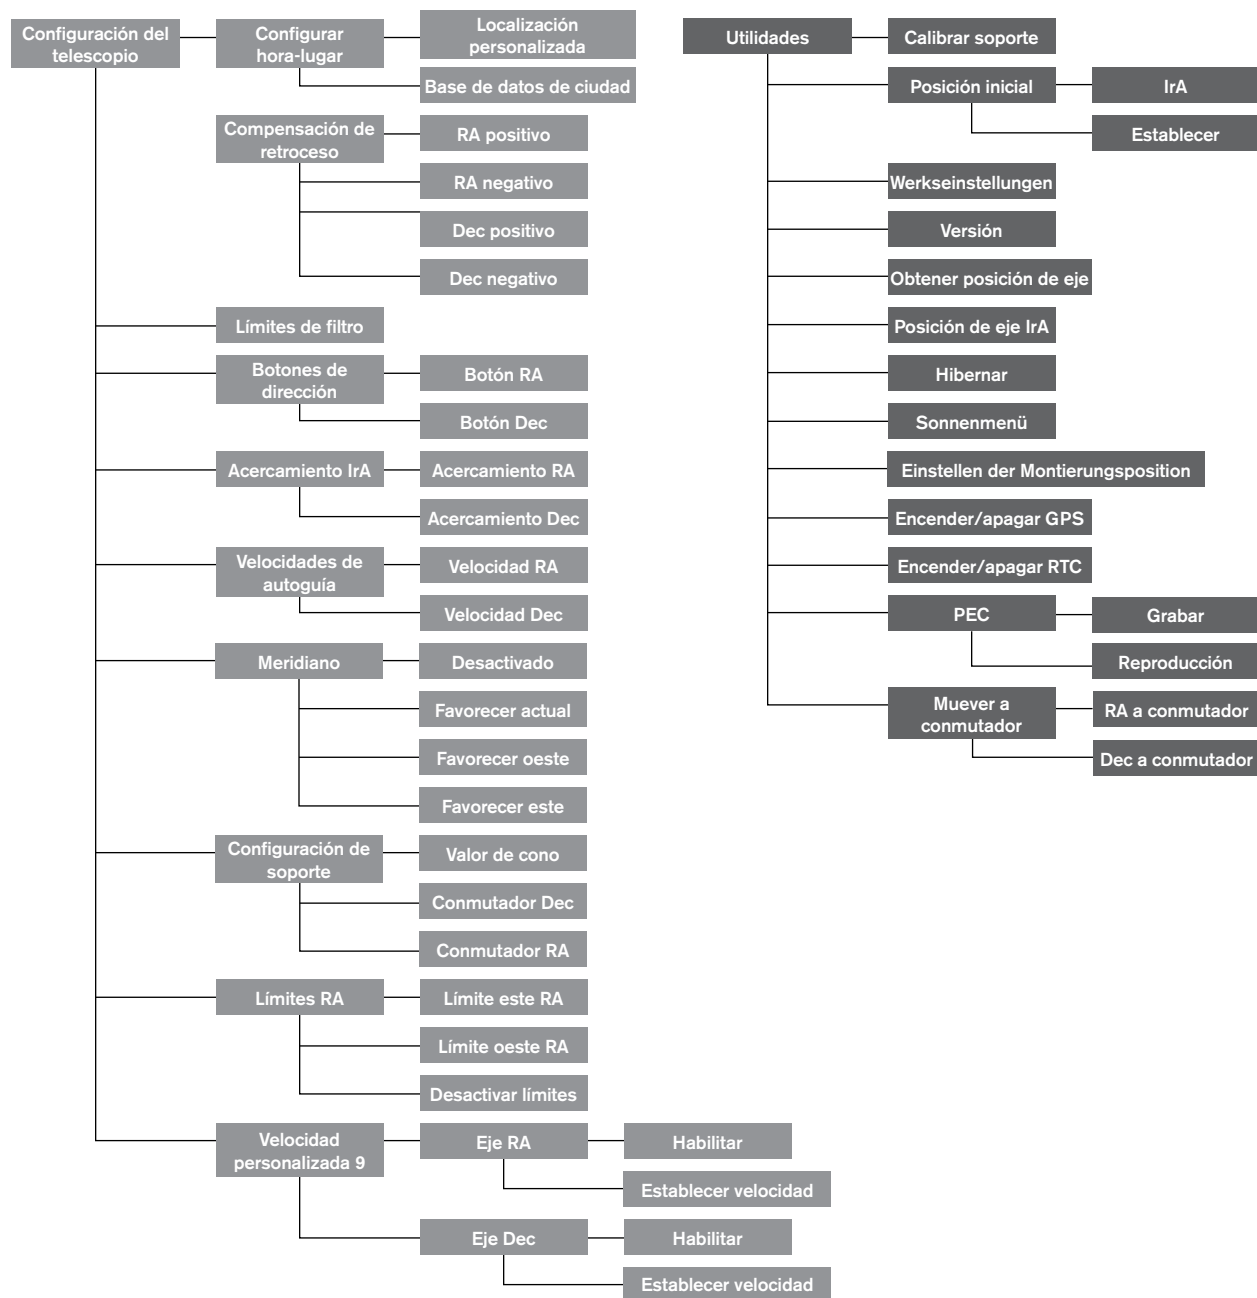 Configuración del
telescopio
Configurar
hora-lugar
Localización
personalizada
Base de datos de ciudad
Compensación de
retroceso
RA positivo
RA negativo
Dec positivo
Dec negativo
Límites de filtro
Botones de
dirección
Botón RA
Botón Dec
Acercamiento IrA
Acercamiento RA
Acercamiento Dec
Velocidades de
autoguía
Velocidad RA
Velocidad Dec
Meridiano
Desactivado
Favorecer actual
Favorecer oeste
Favorecer este
Configuración de
soporte
Valor de cono
Conmutador Dec
Conmutador RA
Límites RA
Límite este RA
Límite oeste RA
Desactivar límites
Velocidad
personalizada 9
Eje RA
Habilitar
Establecer velocidad
Eje Dec
Habilitar
Establecer velocidad
Utilidades
Calibrar soporte
Posición inicial
IrA
Establecer
Werkseinstellungen
Versión
Obtener posición de eje
Posición de eje IrA
Hibernar
Sonnenmenü
Einstellen der Montierungsposition
Encender/apagar GPS
Encender/apagar RTC
PEC
Grabar
Reproducción
Muever a
conmutador
RA a conmutador
Dec a conmutador